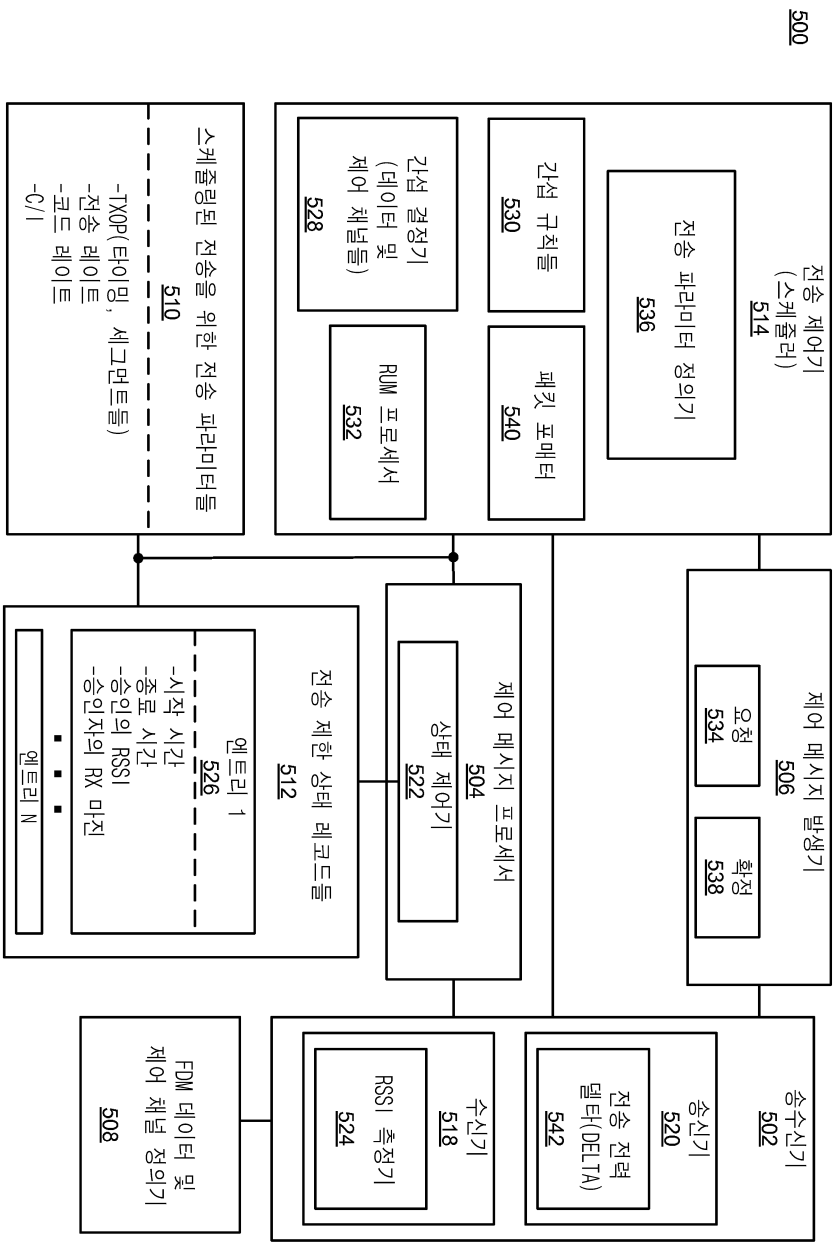 500
전송 제어기
(스케줄러)
514
전송 파라미터 정의기
536
간섭 규칙들
530
패킷 포매터
540
간섭 결정기
(데이터 및
제어 채널들)
528
RUM 프로세서
532
스케줄링된 전송을 위한 전송 파라미터들
510
-TXOP(타이밍, 세그먼트들)
-전송 레이트
-코드 레이트
-C/I
제어 메시지 발생기
506
요청
534
확정
538
제어 메시지 프로세서
504
상태 제어기
522
전송 제한 상태 레코드들
512
엔트리 1
526
-시작 시간
-종료 시간
-승인의 RSSI
-승인자의 RX 마진
엔트리 N
송수신기
502
송신기
520
전송 전력
델타(DELTA)
542
수신기
518
RSSI 측정기
524
FDM 데이터 및
제어 채널 정의기
508